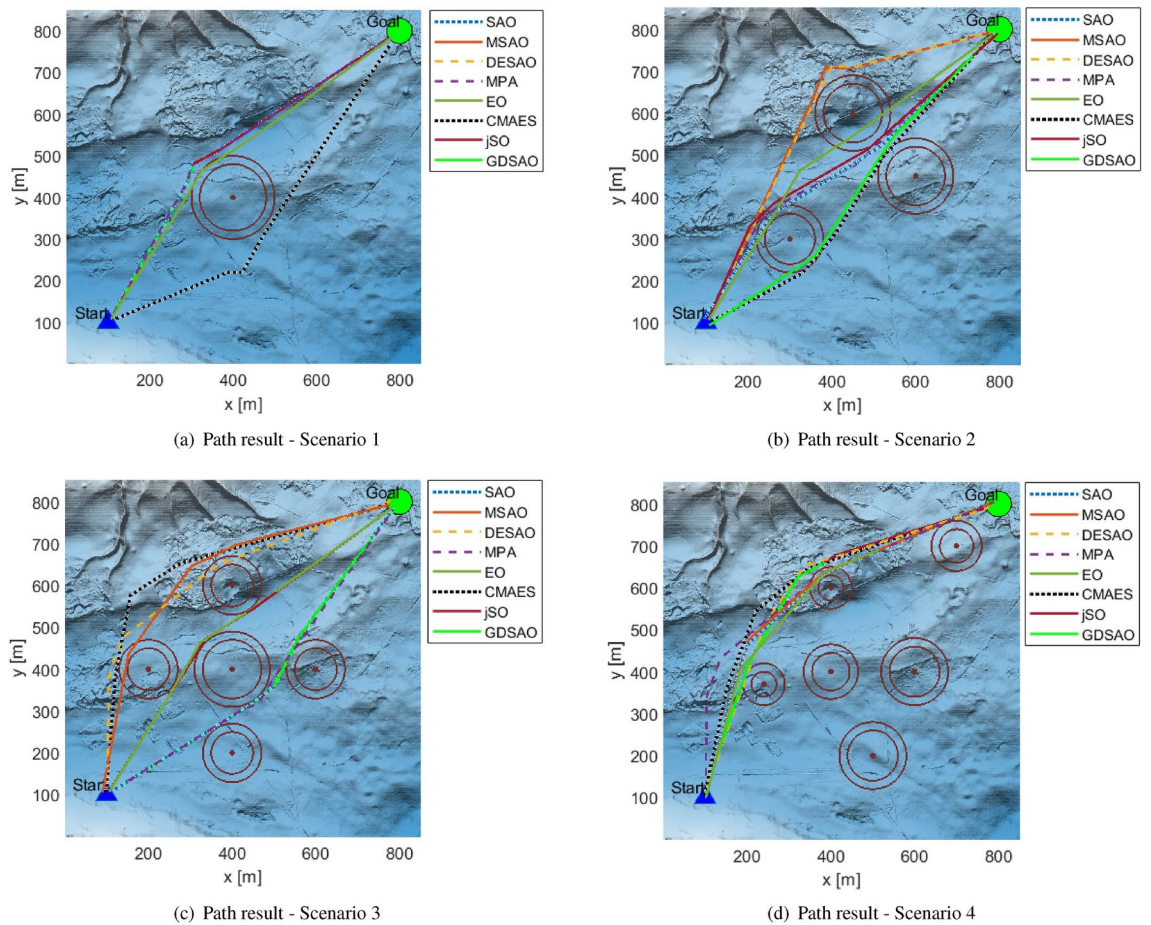 Goal
Start
y [m]
800
700
600
500
400
300
200
100
200 400 600 800
x [m]
SAO
MSAO
DESAO
MPA
EO
CMAES
jSO
GDSAO
(a) Path result - Scenario 1
Goal
Start
y [m]
800
700
600
500
400
300
200
100
200 400 600 800
x [m]
SAO
MSAO
DESAO
MPA
EO
CMAES
jSO
GDSAO
(b) Path result - Scenario 2
Goal
Start
y [m]
800
700
600
500
400
300
200
100
200 400 600 800
x [m]
SAO
MSAO
DESAO
MPA
EO
CMAES
jSO
GDSAO
(c) Path result - Scenario 3
Goal
Start
y [m]
800
700
600
500
400
300
200
100
200 400 600 800
x [m]
SAO
MSAO
DESAO
MPA
EO
CMAES
jSO
GDSAO
(d) Path result - Scenario 4